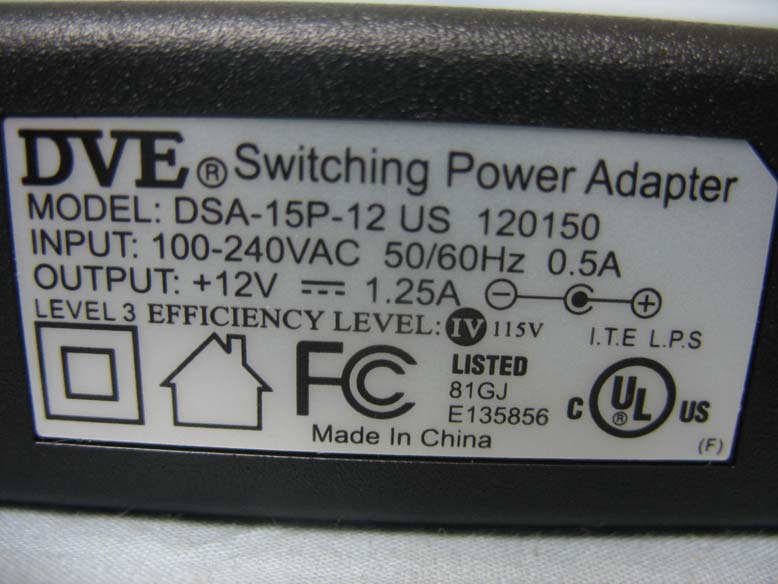 DVE ® Switching Power Adapter
MODEL: DSA-15P-12 US 120150
INPUT: 100-240VAC 50/60Hz 0.5A
OUTPUT: +12V ⎓ 1.25A
LEVEL 3 EFFICIENCY LEVEL: IV 115V I.T.E L.P.S
FC
LISTED
81GJ
E135856
C UL ® US
Made In China
(F)